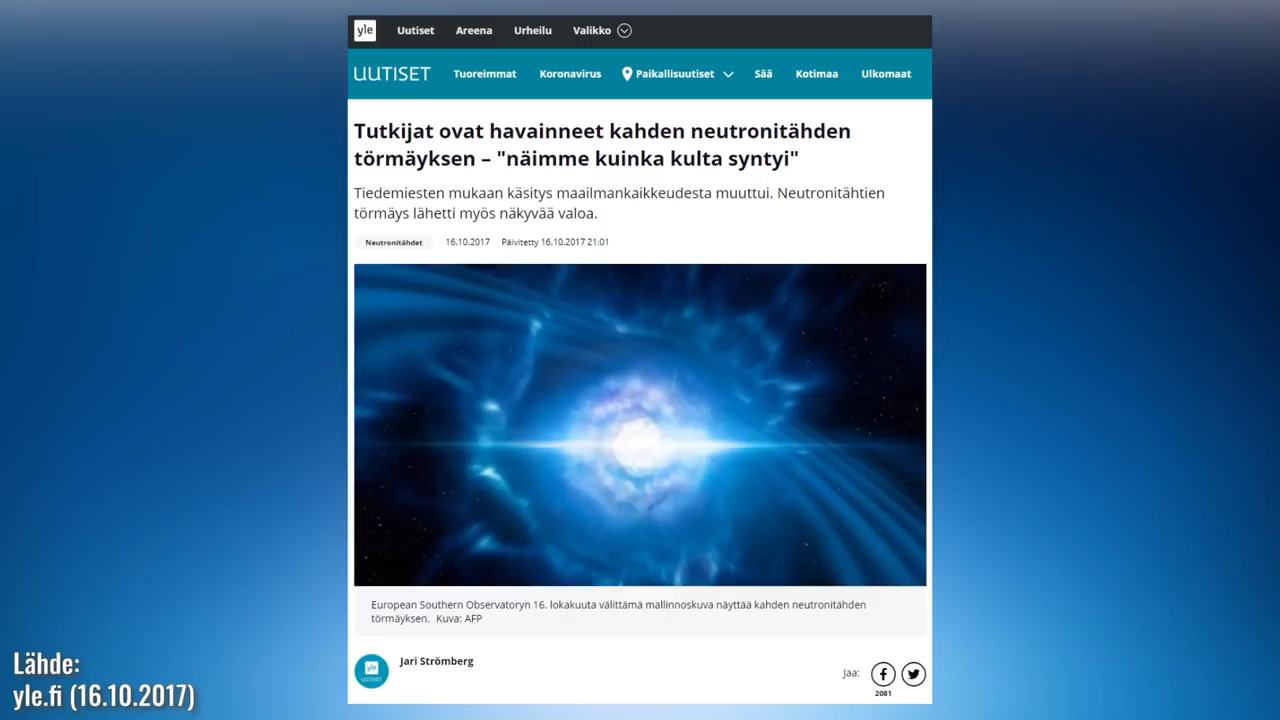 yle Uutiset Areena Urheilu Valikko
UUTISET Tuoreimmat Koronavirus Paikallisuutiset Sää Kotimaa Ulkomaat
Tutkijat ovat havainneet kahden neutronitähden
törmäyksen – "näimme kuinka kulta syntyi"
Tiedemiesten mukaan käsitys maailmankaikkeudesta muuttui. Neutronitähtien
törmäys lähetti myös näkyvää valoa.
Neutronitähdet 16.10.2017 Päivitetty 16.10.2017 21:01
European Southern Observatoryn 16. lokakuuta välittämä mallinnoskuva näyttää kahden neutronitähden
törmäyksen. Kuva: AFP
yle
UUTISET
Jari Strömberg
Jaa:
2081
Lähde:
yle.fi (16.10.2017)